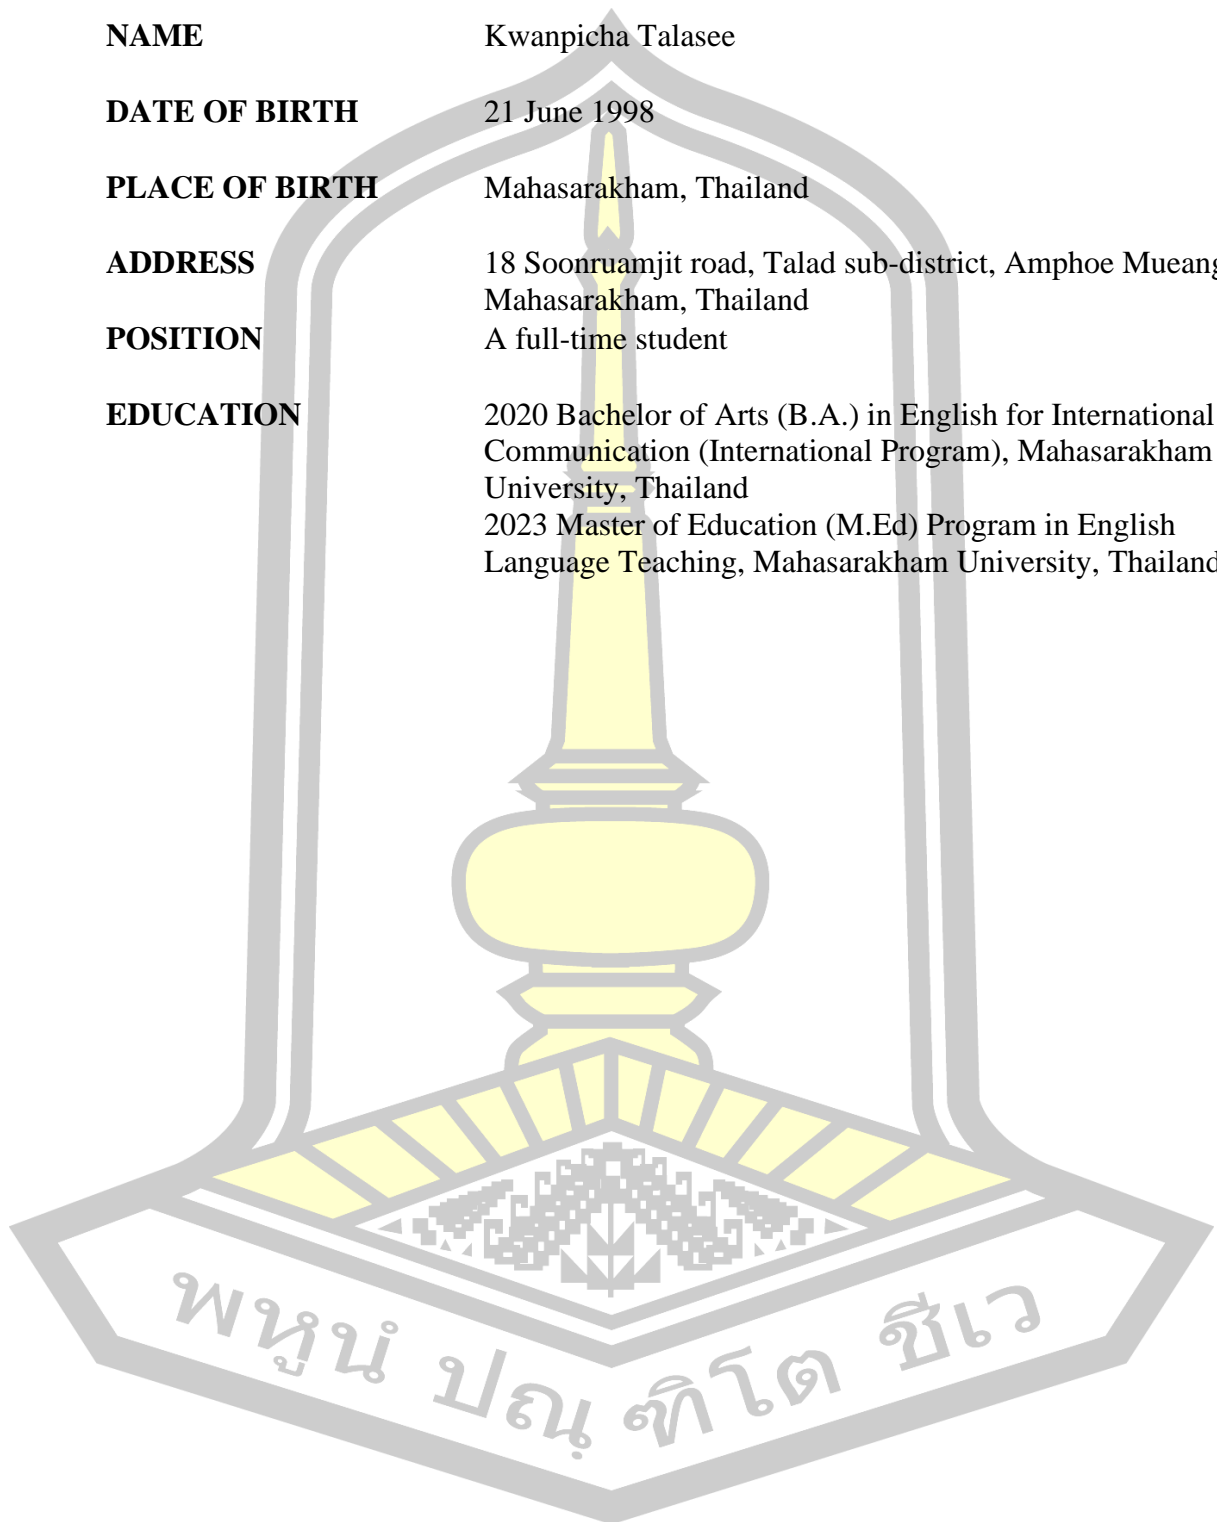 NAME Kwanpicha Talasee
DATE OF BIRTH 21 June 1998
PLACE OF BIRTH Mahasarakham, Thailand
ADDRESS 18 Soonruamjit road, Talad sub-district, Amphoe Mueang
Mahasarakham, Thailand
POSITION A full-time student
EDUCATION 2020 Bachelor of Arts (B.A.) in English for International
Communication (International Program), Mahasarakham
University, Thailand
2023 Master of Education (M.Ed) Program in English
Language Teaching, Mahasarakham University, Thailand
พหูนํ ปณฺ ฑิโต ชีเว